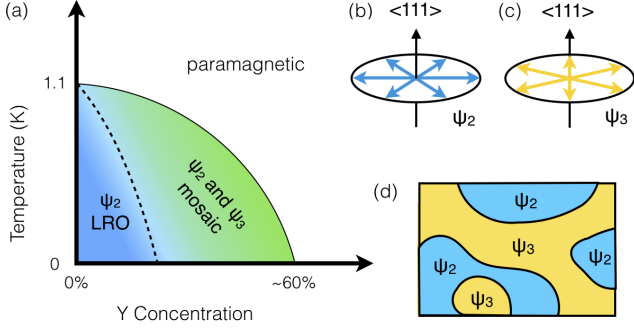 (a)
Temperature (K)
1.1
0
paramagnetic
ψ2
LRO
ψ2 and ψ3
mosaic
0%
~60%
Y Concentration
(b)
<111>
ψ2
(c)
<111>
ψ3
(d)
ψ2
ψ3
ψ2
ψ2
ψ3